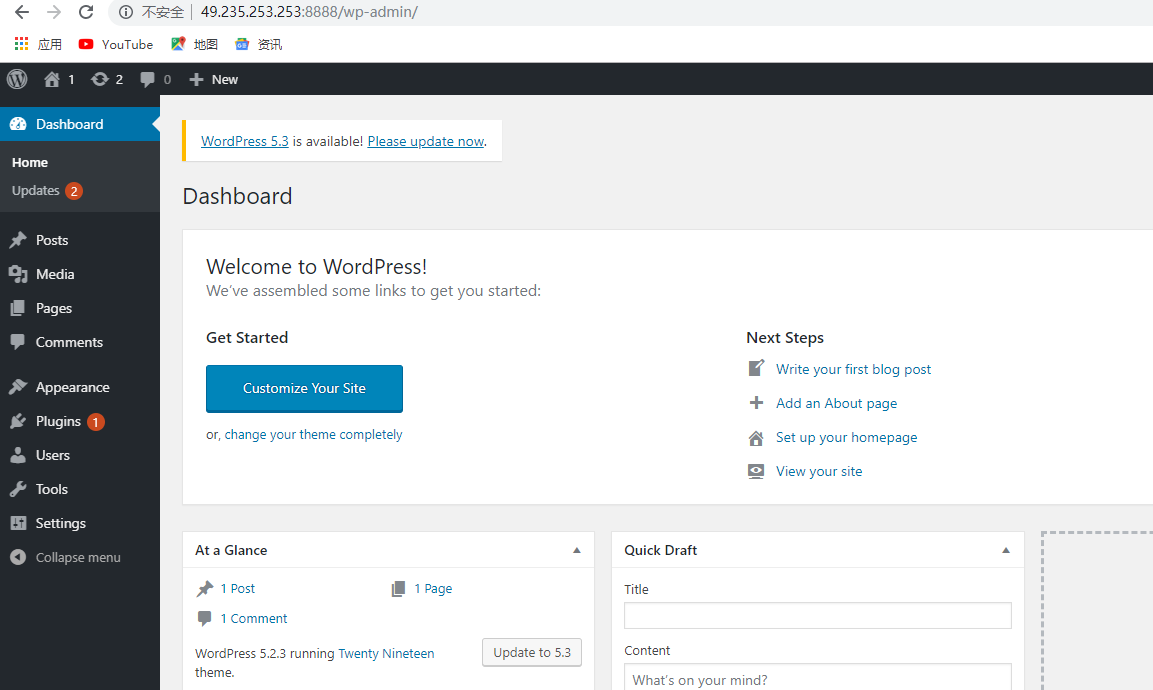 不安全 49.235.253.253:8888/wp-admin/
应用 YouTube 地图 资讯
1 2 0 New
Dashboard
Home
Updates 2
Posts
Media
Pages
Comments
Appearance
Plugins 1
Users
Tools
Settings
Collapse menu
WordPress 5.3 is available! Please update now.
Dashboard
Welcome to WordPress!
We've assembled some links to get you started:
Get Started
Customize Your Site
or, change your theme completely
Next Steps
Write your first blog post
Add an About page
Set up your homepage
View your site
At a Glance
1 Post 1 Page
1 Comment
WordPress 5.2.3 running Twenty Nineteen
theme.
Update to 5.3
Quick Draft
Title
Content
What's on your mind?